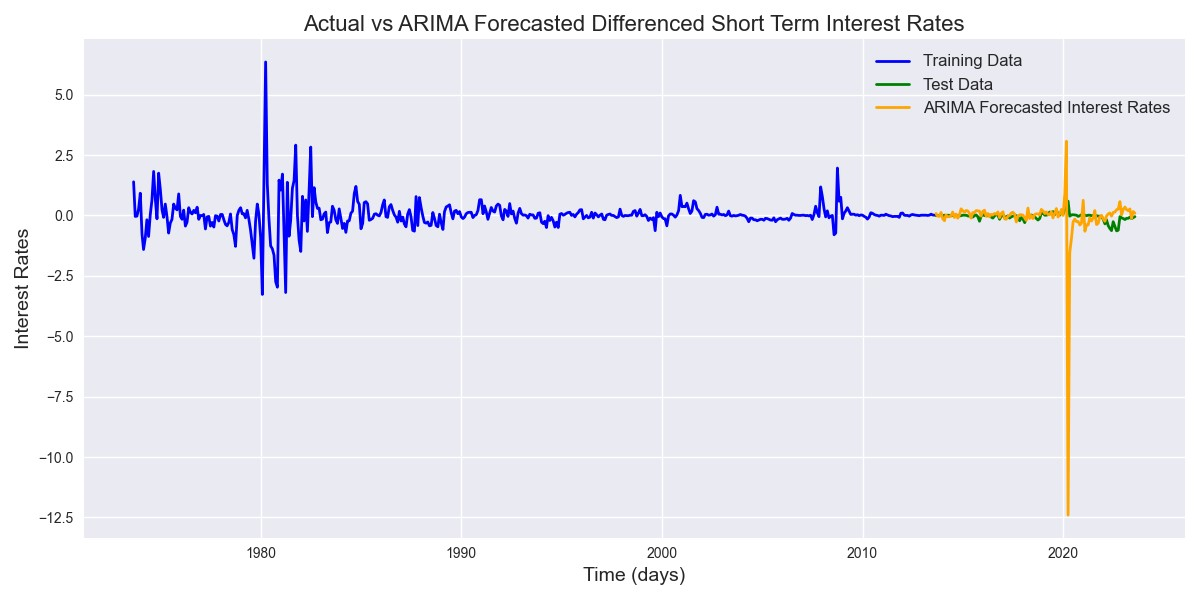 Actual vs ARIMA Forecasted Differenced Short Term Interest Rates
Training Data
Test Data
ARIMA Forecasted Interest Rates
Interest Rates
5.0
2.5
0.0
−2.5
−5.0
−7.5
−10.0
−12.5
1980
1990
2000
2010
2020
Time (days)